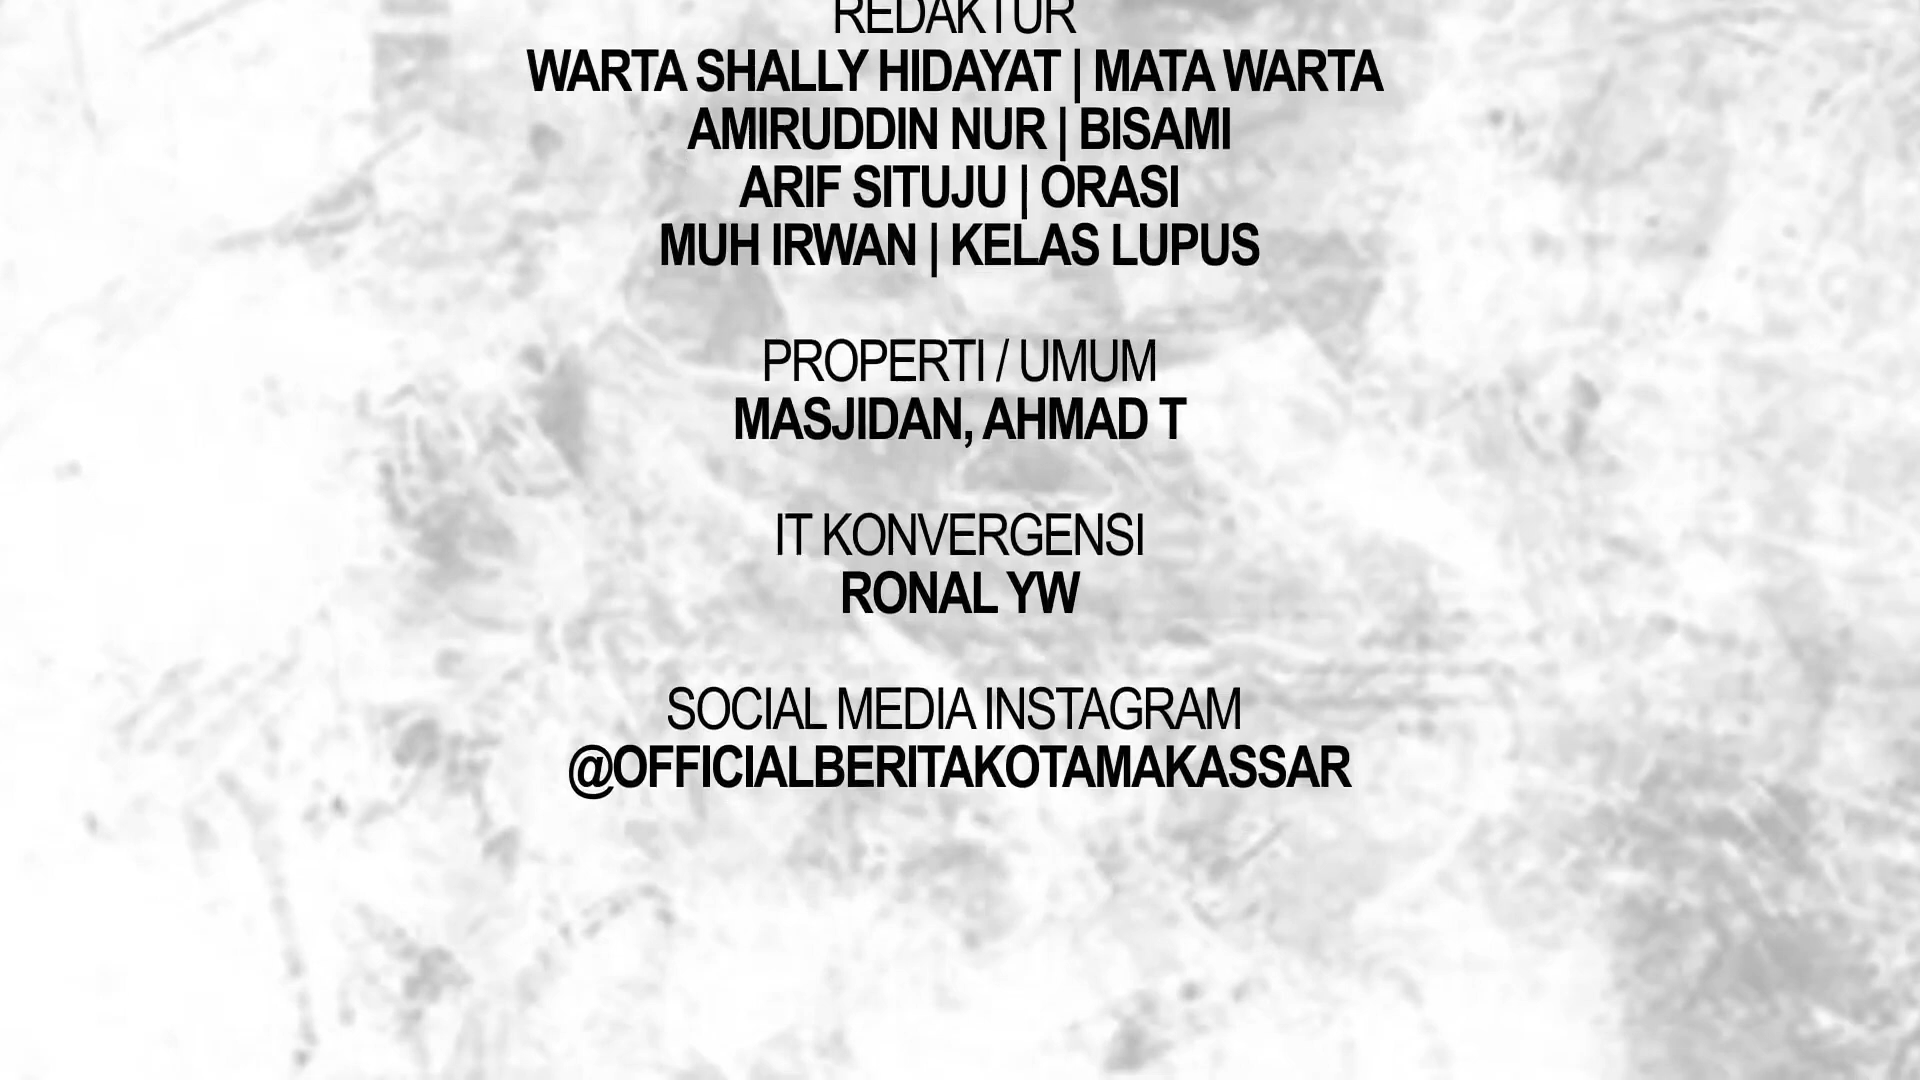 REDAKTUR
WARTA SHALLY HIDAYAT | MATA WARTA
AMIRUDDIN NUR | BISAMI
ARIF SITUJU | ORASI
MUH IRWAN | KELAS LUPUS
PROPERTI / UMUM
MASJIDAN, AHMAD T
IT KONVERGENSI
RONAL YW
SOCIAL MEDIA INSTAGRAM
@OFFICIALBERITAKOTAMAKASSAR